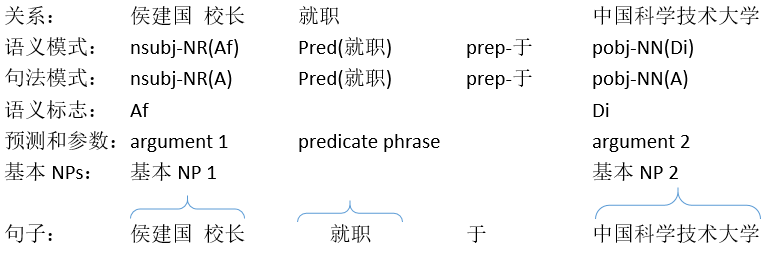 关系： 侯建国 校长 就职 中国科学技术大学
语义模式： nsubj-NR(Af) Pred(就职) prep-于 pobj-NN(Di)
句法模式： nsubj-NR(A) Pred(就职) prep-于 pobj-NN(A)
语义标志： Af Di
预测和参数： argument 1 predicate phrase argument 2
基本 NPs： 基本 NP 1 基本 NP 2
句子： 侯建国 校长 就职 于 中国科学技术大学